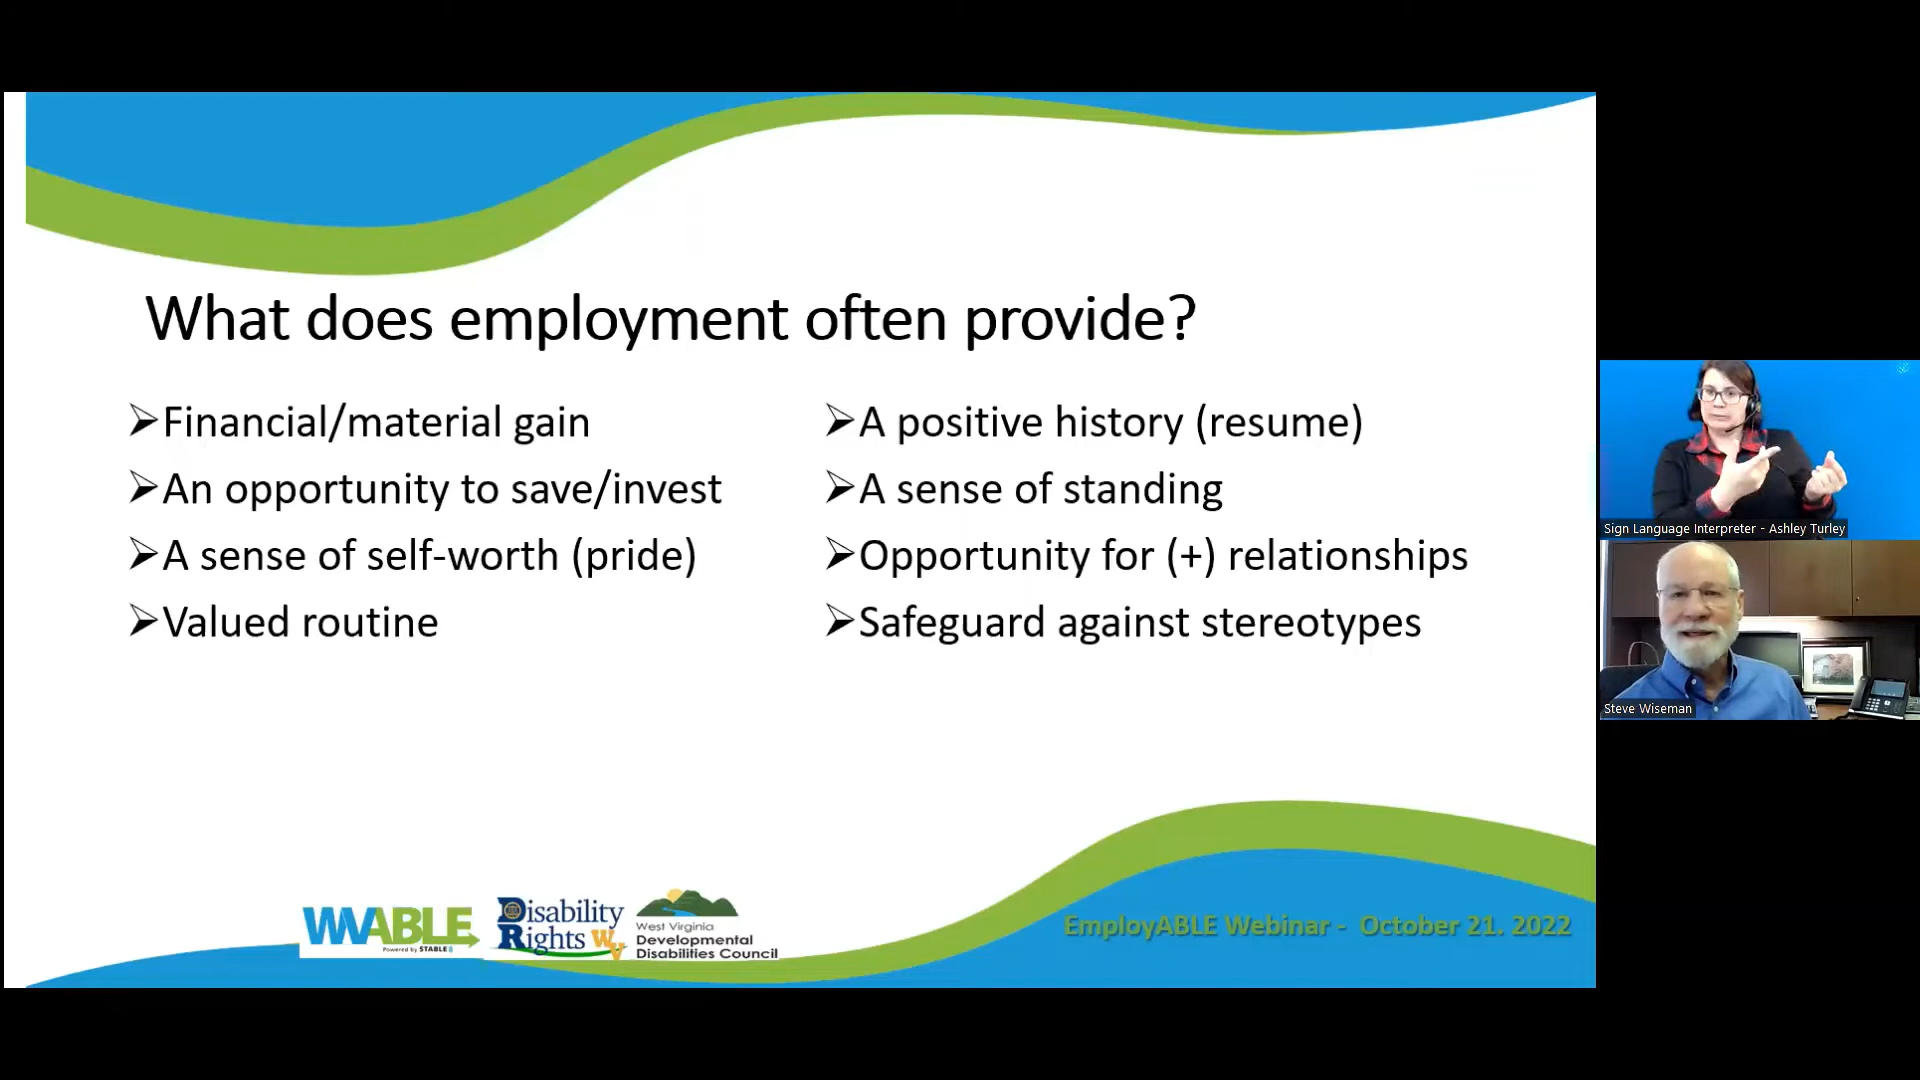 What does employment often provide?
➢Financial/material gain
➢An opportunity to save/invest
➢A sense of self-worth (pride)
➢Valued routine
➢A positive history (resume)
➢A sense of standing
➢Opportunity for (+) relationships
➢Safeguard against stereotypes
Sign Language Interpreter - Ashley Turley
Steve Wiseman
WVABLE
Powered by STABLE
Disability
Rights WV
West Virginia
Developmental
Disabilities Council
EmployABLE Webinar - October 21. 2022